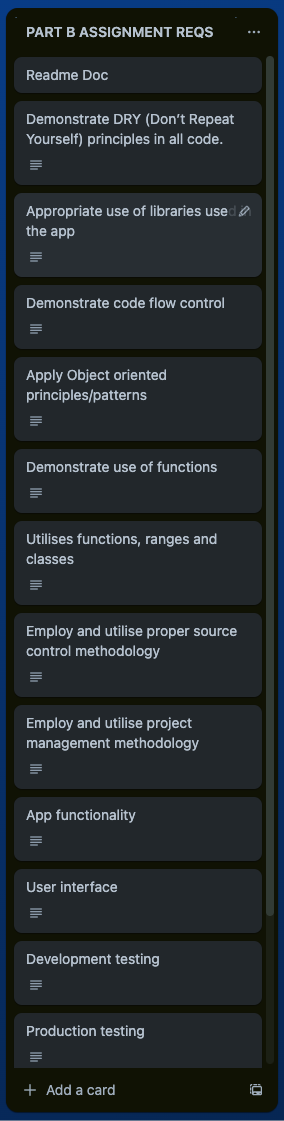 PART B ASSIGNMENT REQS
Readme Doc
Demonstrate DRY (Don’t Repeat
Yourself) principles in all code.
Appropriate use of libraries used in
the app
Demonstrate code flow control
Apply Object oriented
principles/patterns
Demonstrate use of functions
Utilises functions, ranges and
classes
Employ and utilise proper source
control methodology
Employ and utilise project
management methodology
App functionality
User interface
Development testing
Production testing
Add a card